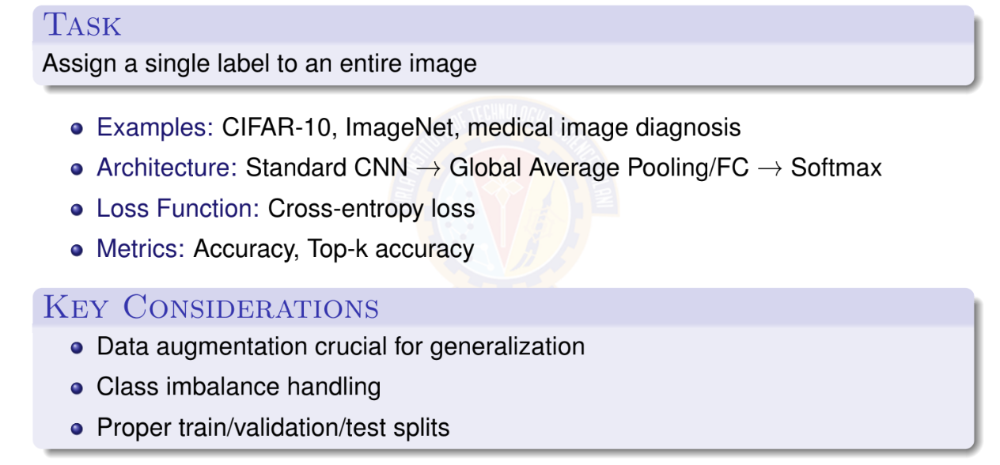 TASK
Assign a single label to an entire image
Examples: CIFAR-10, ImageNet, medical image diagnosis
Architecture: Standard CNN → Global Average Pooling/FC → Softmax
Loss Function: Cross-entropy loss
Metrics: Accuracy, Top-k accuracy
KEY CONSIDERATIONS
Data augmentation crucial for generalization
Class imbalance handling
Proper train/validation/test splits